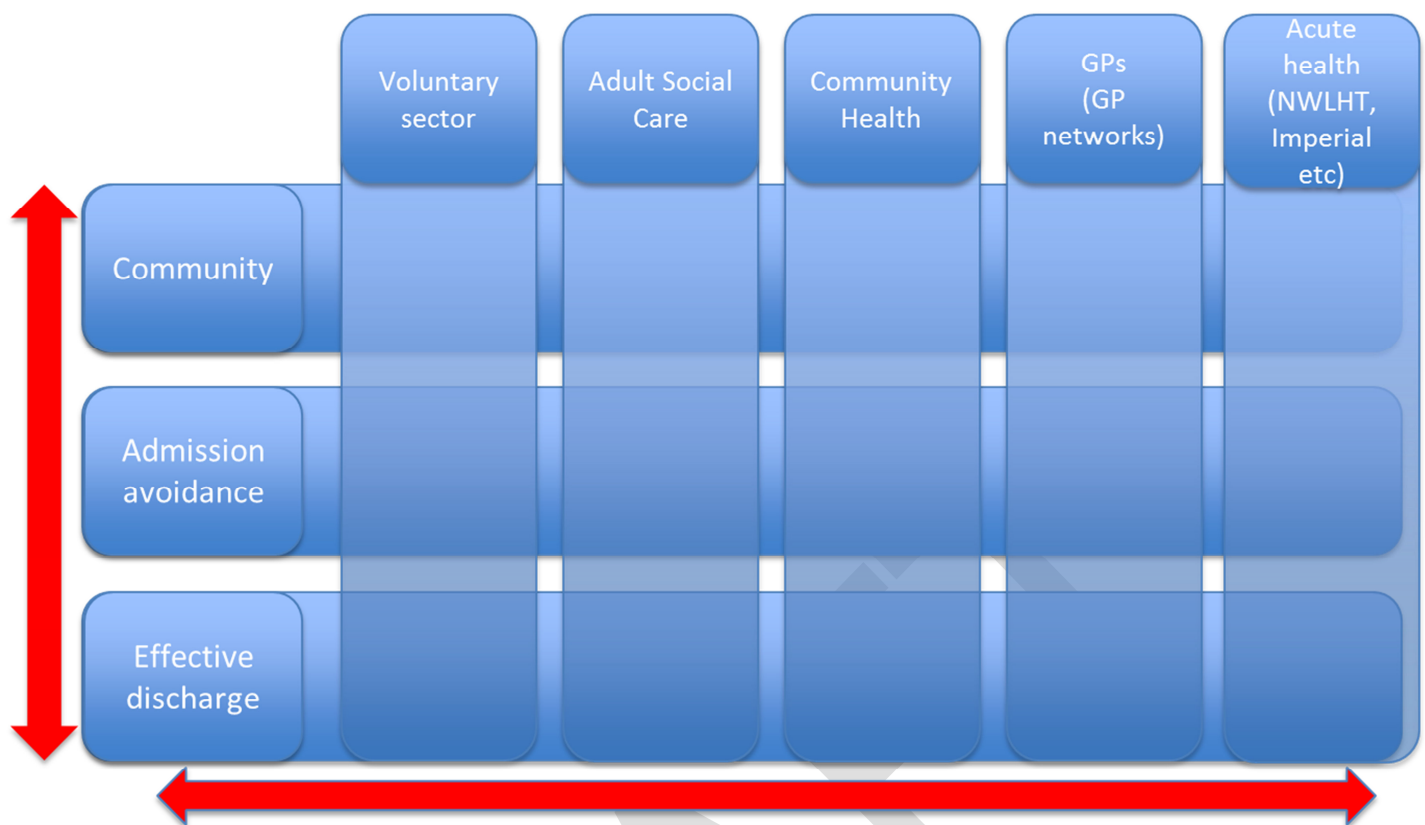 Voluntary
sector
Adult Social
Care
Community
Health
GPs
(GP
networks)
Acute
health
(NWLHT,
Imperial
etc)
Community
Admission
avoidance
Effective
discharge